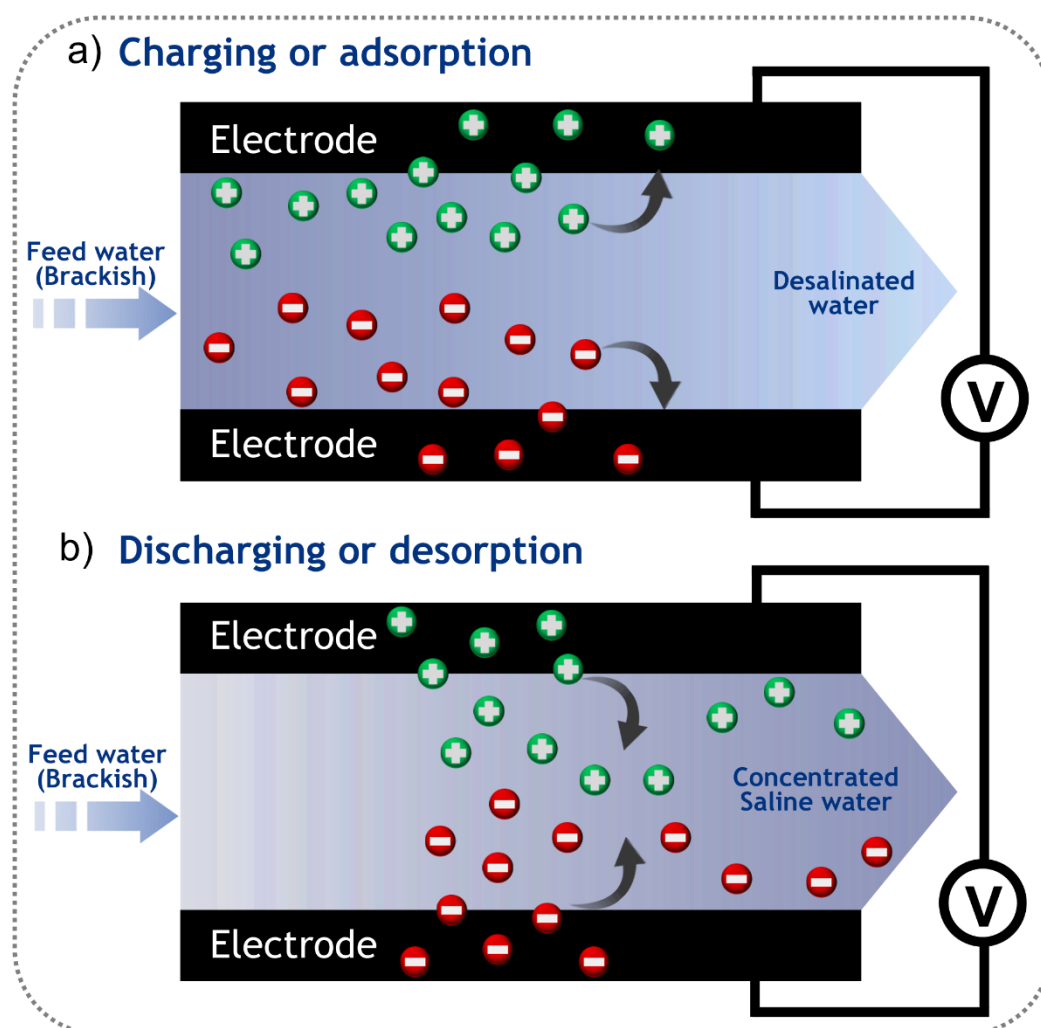 a) Charging or adsorption
Electrode
Feed water
(Brackish)
Desalinated
water
V
Electrode
b) Discharging or desorption
Electrode
Feed water
(Brackish)
Concentrated
Saline water
V
Electrode